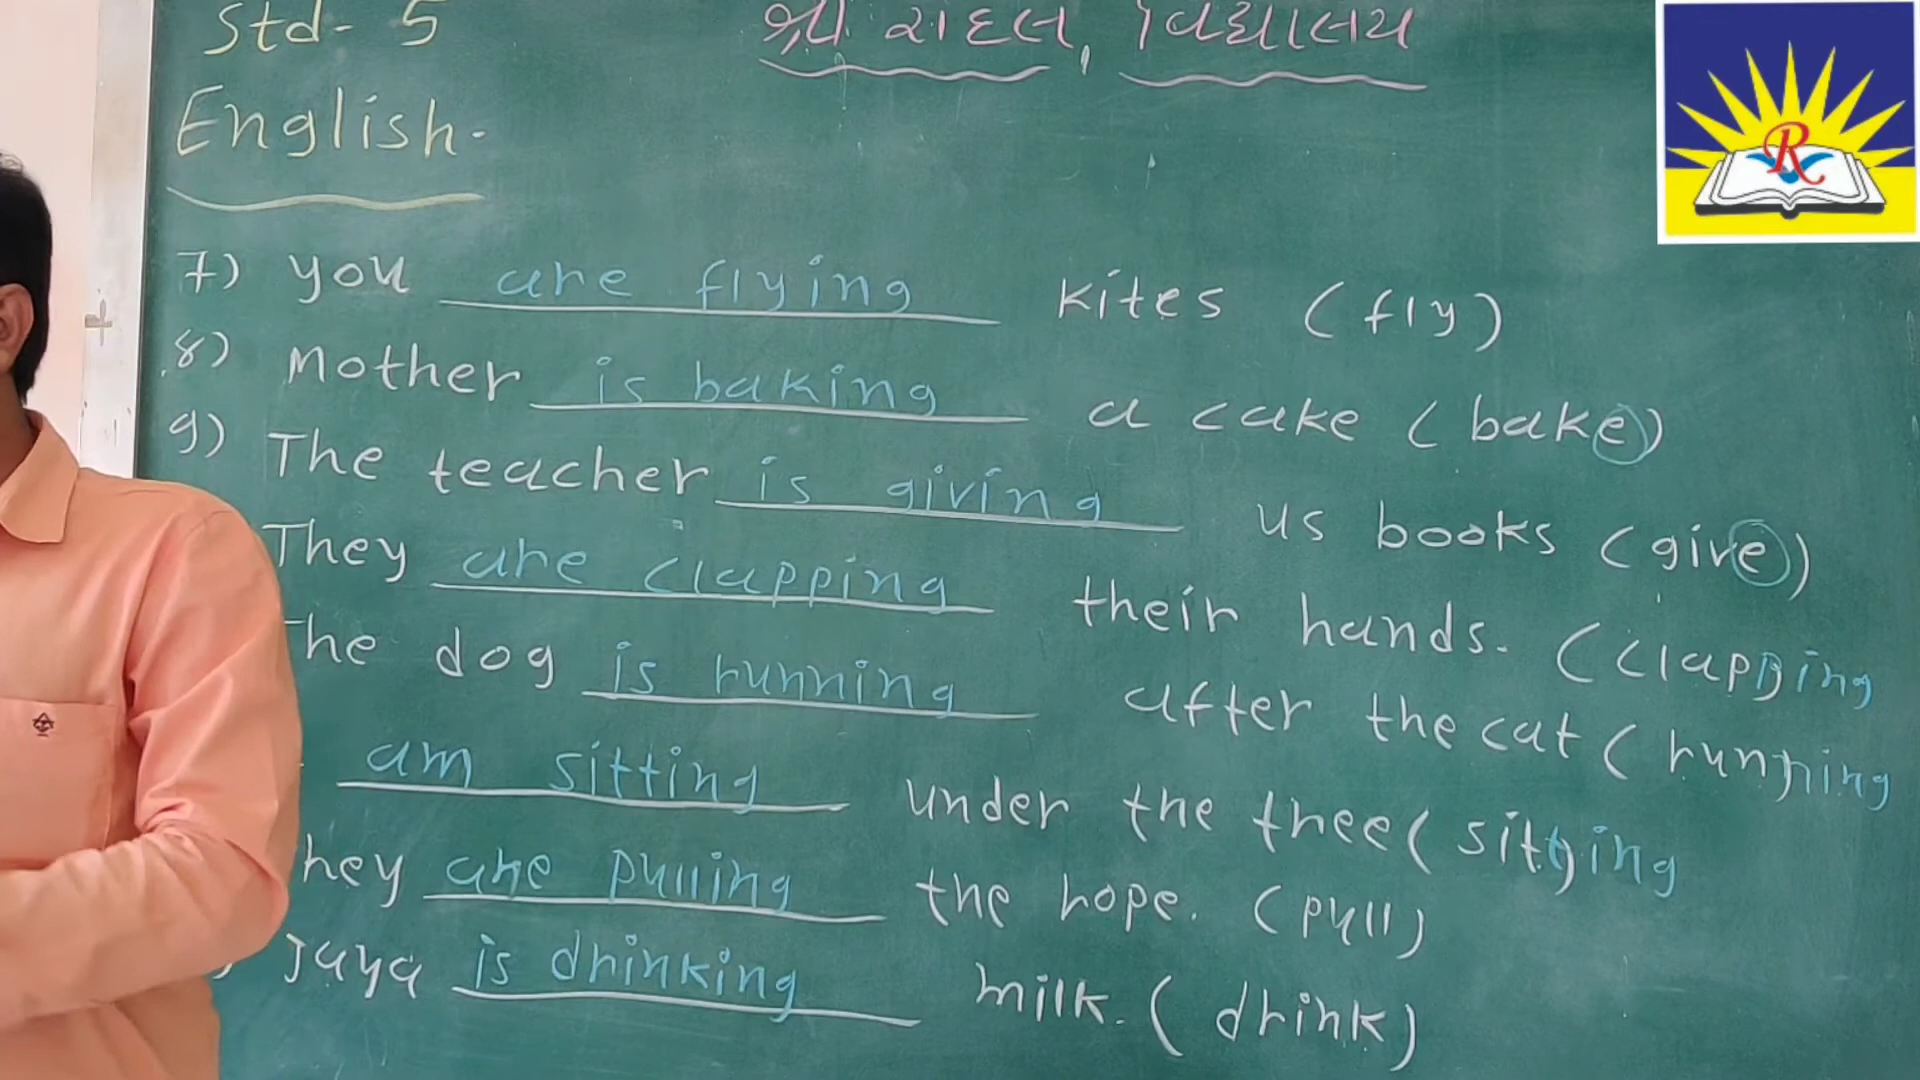 Std- 5
શ્રી રાદલ, વિદ્યાલય
English.
7) you are flying kites (fly)
8) Mother is baking a cake (bake)
9) The teacher is giving us books (give)
They are clapping their hands. (clapping
The dog is running after the cat (running
am sitting under the tree (sitting
hey are pulling the rope. (pull)
) Jaya is drinking milk. (drink)
R